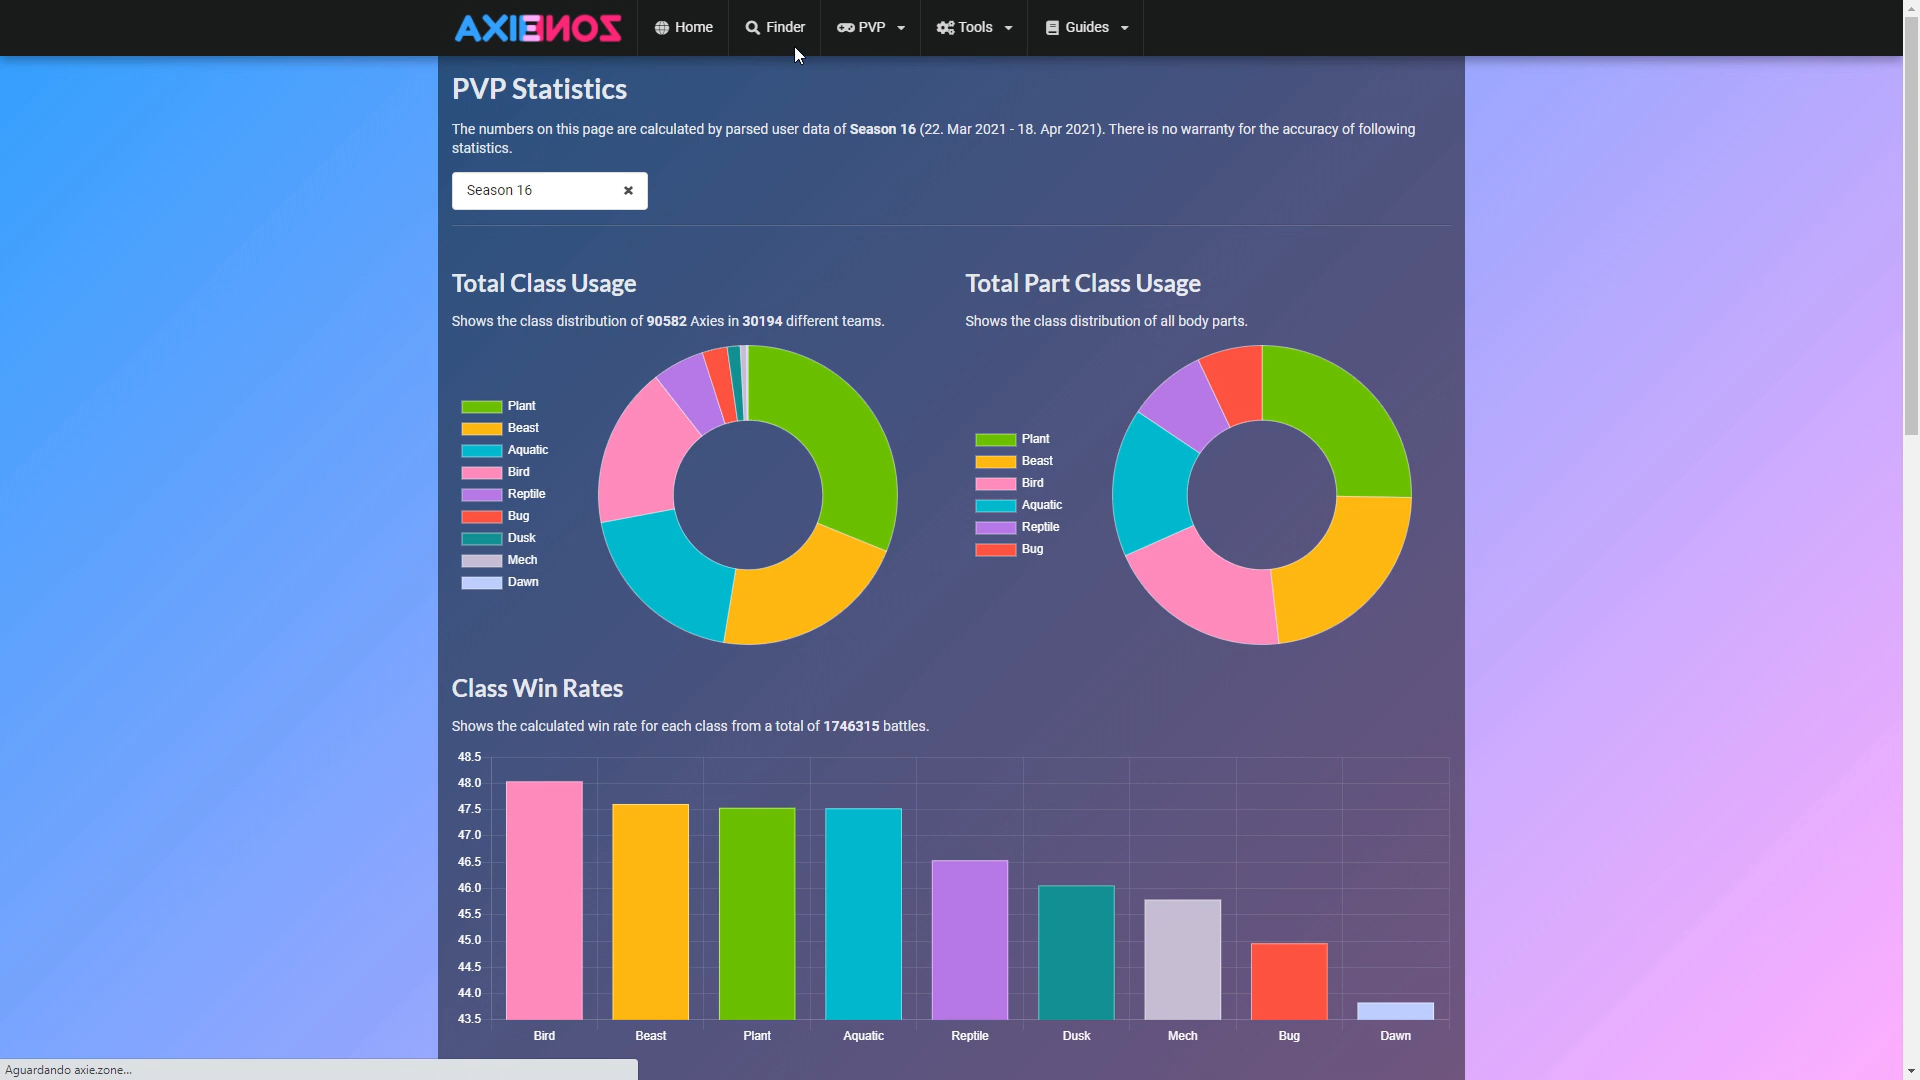 AXIEZONE
Home
Finder
PVP
Tools
Guides
PVP Statistics
The numbers on this page are calculated by parsed user data of Season 16 (22. Mar 2021 - 18. Apr 2021). There is no warranty for the accuracy of following
statistics.
Season 16
Total Class Usage
Shows the class distribution of 90582 Axies in 30194 different teams.
Plant
Beast
Aquatic
Bird
Reptile
Bug
Dusk
Mech
Dawn
Total Part Class Usage
Shows the class distribution of all body parts.
Plant
Beast
Bird
Aquatic
Reptile
Bug
Class Win Rates
Shows the calculated win rate for each class from a total of 1746315 battles.
48.5
48.0
47.5
47.0
46.5
46.0
45.5
45.0
44.5
44.0
43.5
Bird
Beast
Plant
Aquatic
Reptile
Dusk
Mech
Bug
Dawn
Aguardando axie.zone...